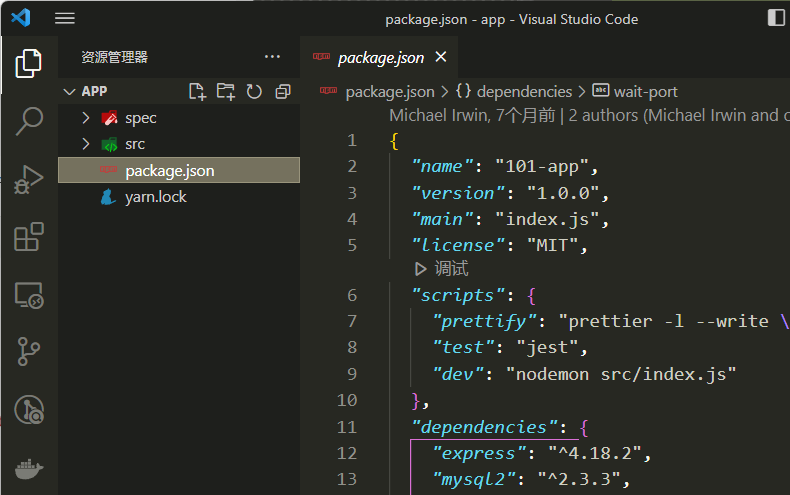 package.json - app - Visual Studio Code
资源管理器
package.json
APP
package.json > {} dependencies > abc wait-port
spec
src
package.json
yarn.lock
Michael Irwin, 7个月前 | 2 authors (Michael Irwin and o
1 {
2 "name": "101-app",
3 "version": "1.0.0",
4 "main": "index.js",
5 "license": "MIT",
调试
6 "scripts": {
7 "prettify": "prettier -l --write \
8 "test": "jest",
9 "dev": "nodemon src/index.js"
10 },
11 "dependencies": {
12 "express": "^4.18.2",
13 "mysql2": "^2.3.3",